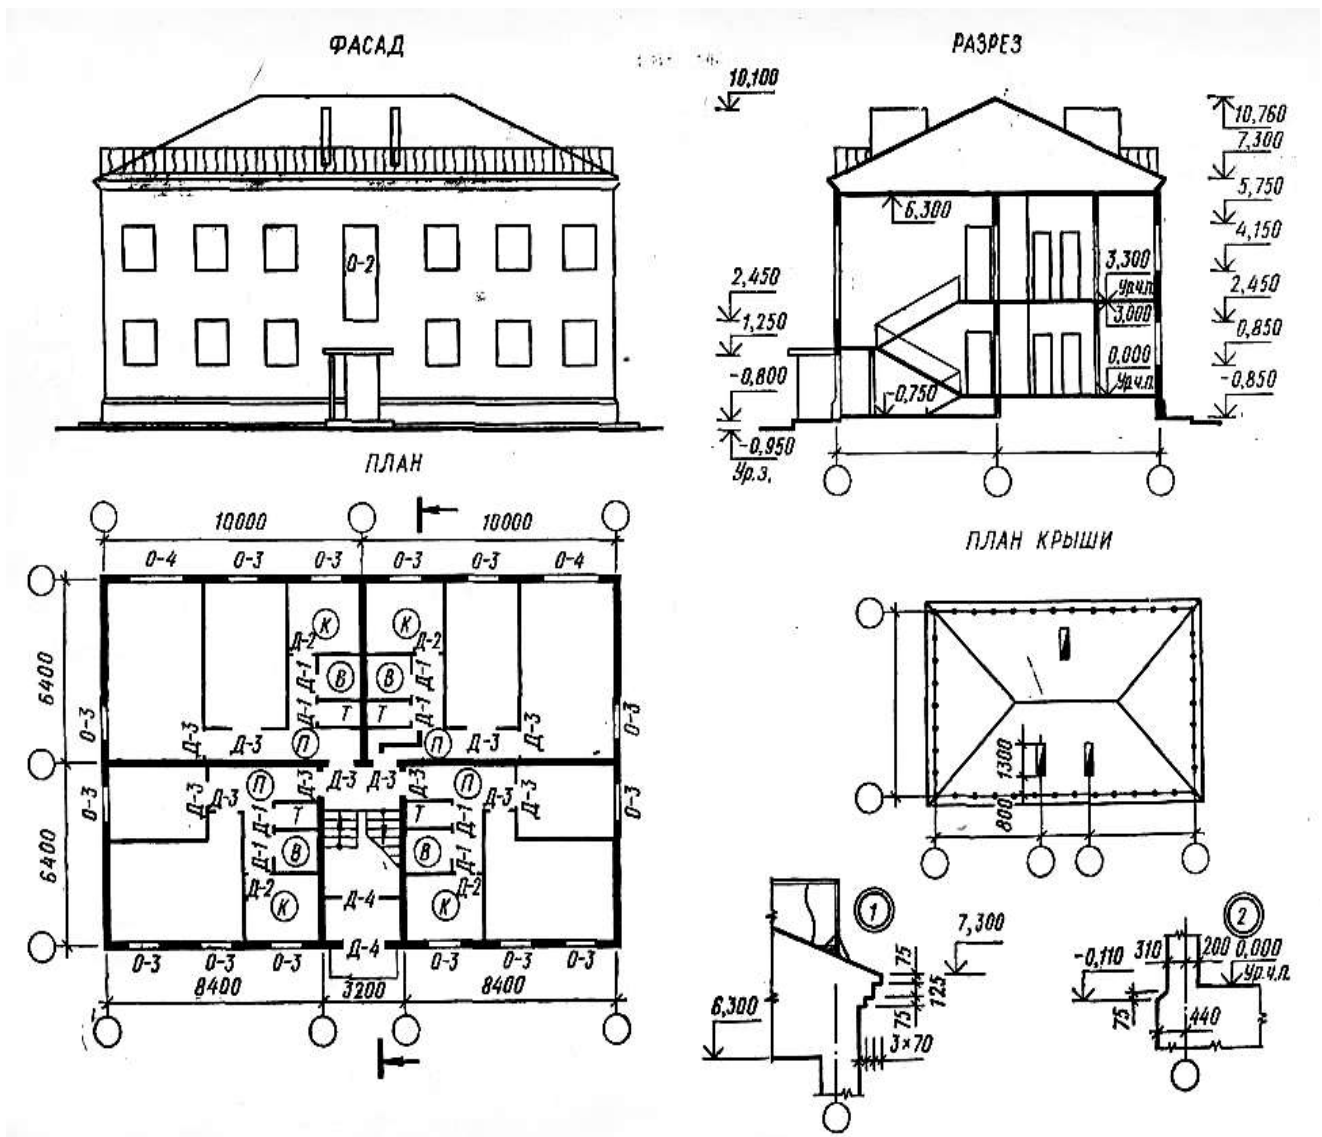 ФАСАД
О-2
РАЗРЕЗ
10,100
10,760
7,300
5,750
4,150
2,450
0,850
-0,850
6,300
3,300
Ур.ч.п.
3,000
0,000
Ур.ч.п.
2,450
1,250
-0,800
-0,750
-0,950
Ур.з.
ПЛАН
10000 10000
О-4 О-3 О-3 О-3 О-3 О-4
К К
Д-2 Д-2
6400
Д-1 В В Д-1
Д-1 Т Т Д-1
О-3 Д-3 Д-3 П П Д-3 Д-3 О-3
Д-3 Д-3
О-3 Д-3 Д-3 П Д-3 Д-3 П Д-3 Д-3 О-3
Д-1 Т Т Д-1
6400
Д-1 В В Д-1
Д-2 К Д-4 К Д-2
Д-4
О-3 О-3 О-3 О-3 О-3 О-3
8400 3200 8400
ПЛАН КРЫШИ
1300
800
1
7,300
75
125
75
6,300
3×70
2
-0,110
310 200 0,000
Ур.ч.п.
75
440